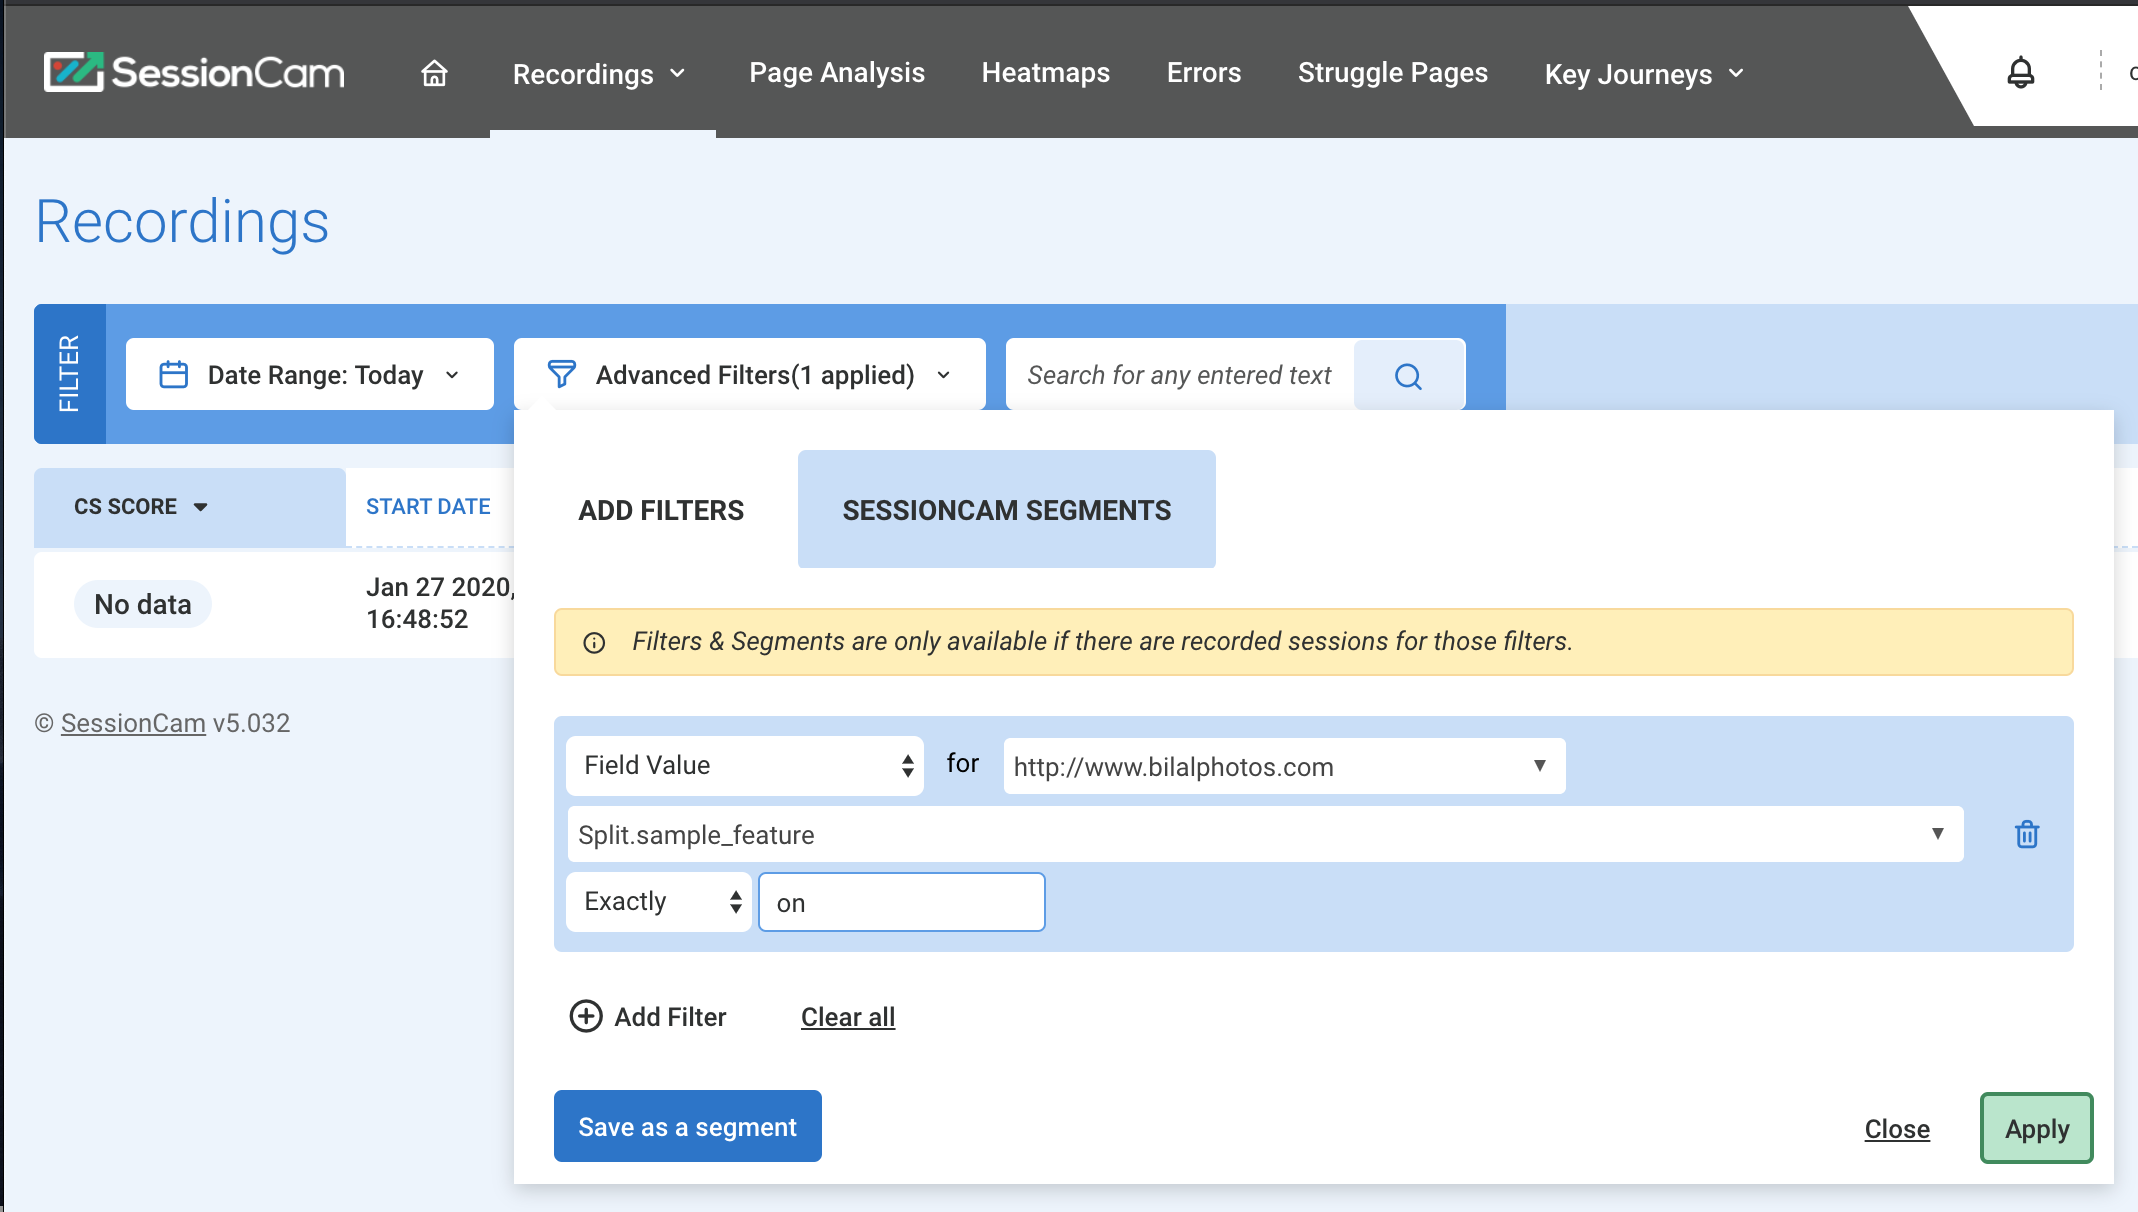 SessionCam
Recordings
Page Analysis
Heatmaps
Errors
Struggle Pages
Key Journeys
Recordings
FILTER
Date Range: Today
Advanced Filters(1 applied)
Search for any entered text
CS SCORE
START DATE
No data
Jan 27 2020,
16:48:52
© SessionCam v5.032
ADD FILTERS
SESSIONCAM SEGMENTS
Filters & Segments are only available if there are recorded sessions for those filters.
Field Value
for
http://www.bilalphotos.com
Split.sample_feature
Exactly
on
Add Filter
Clear all
Save as a segment
Close
Apply